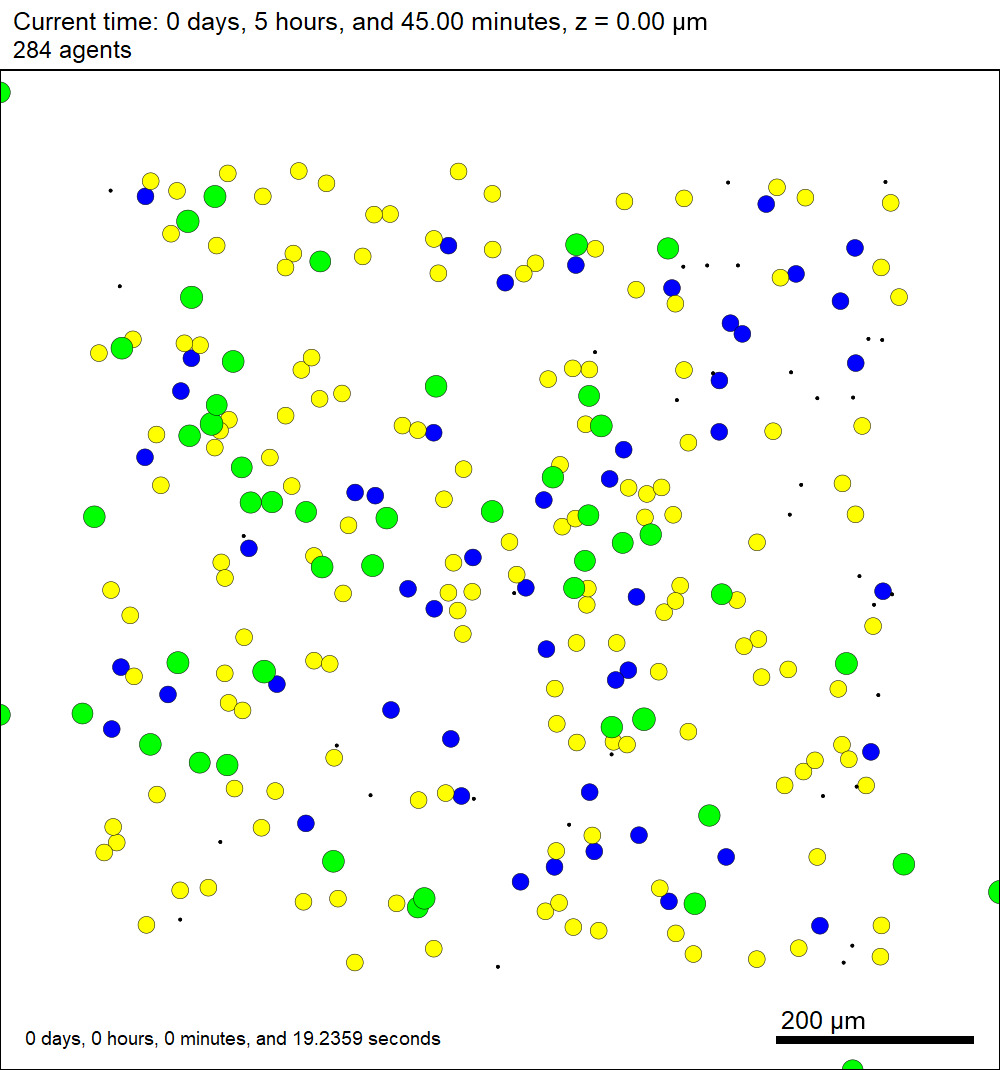 Current time: 0 days, 5 hours, and 45.00 minutes, z = 0.00 µm
284 agents
200 µm
0 days, 0 hours, 0 minutes, and 19.2359 seconds